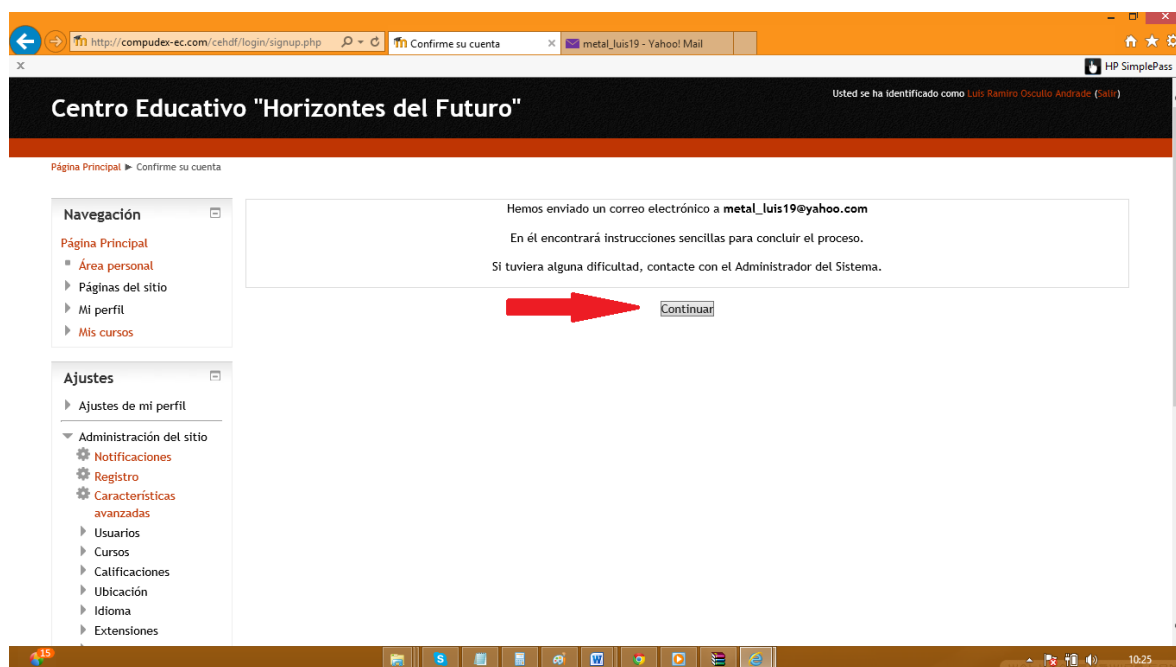 http://compudex-ec.com/cehdf/login/signup.php
Confirme su cuenta
metal_luis19 - Yahoo! Mail
x
HP SimplePass
Centro Educativo "Horizontes del Futuro"
Usted se ha identificado como Luis Ramiro Oscullo Andrade (Salir)
Página Principal ► Confirme su cuenta
Navegación
Página Principal
Área personal
Páginas del sitio
Mi perfil
Mis cursos
Hemos enviado un correo electrónico a metal_luis19@yahoo.com
En él encontrará instrucciones sencillas para concluir el proceso.
Si tuviera alguna dificultad, contacte con el Administrador del Sistema.
Continuar
Ajustes
Ajustes de mi perfil
Administración del sitio
Notificaciones
Registro
Características
avanzadas
Usuarios
Cursos
Calificaciones
Ubicación
Idioma
Extensiones
15
10:25